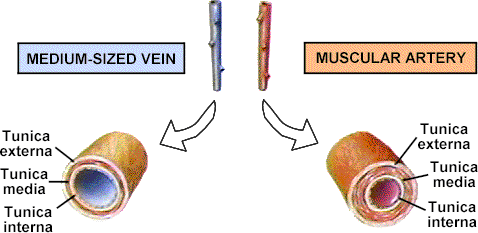 MEDIUM-SIZED VEIN
MUSCULAR ARTERY
Tunica
externa
Tunica
media
Tunica
interna
Tunica
externa
Tunica
media
Tunica
interna